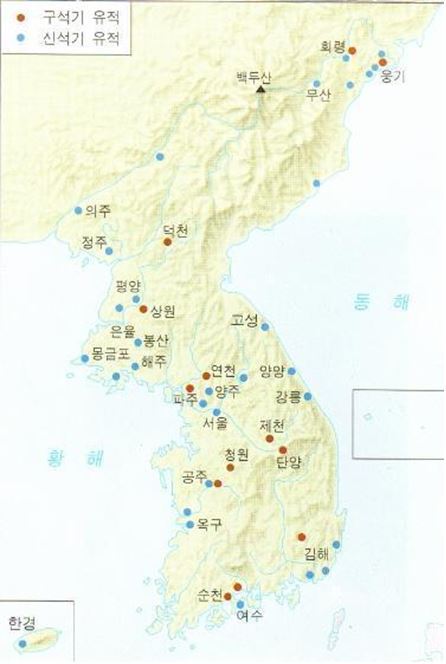 구석기 유적
신석기 유적
회령
백두산
웅기
무산
의주
덕천
정주
평양
상원
고성
동 해
은율
봉산
몽금포
해주
연천
양양
양주
강릉
파주
서울
제천
황 해
청원
단양
공주
옥구
김해
순천
여수
한경